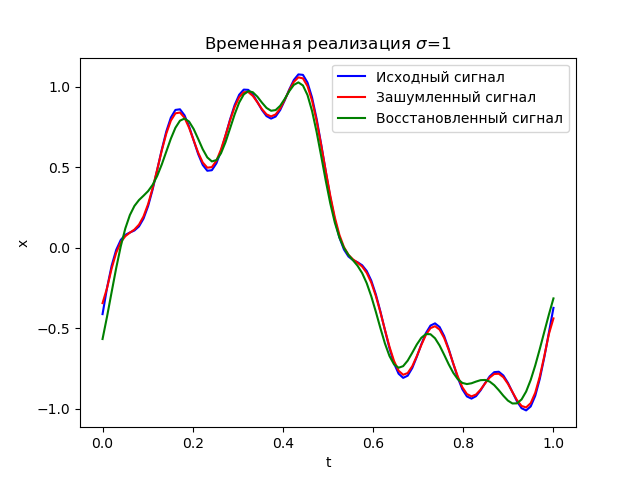 Временная реализация σ=1
Исходный сигнал
Зашумленный сигнал
Восстановленный сигнал
1.0
0.5
0.0
−0.5
−1.0
x
0.0 0.2 0.4 0.6 0.8 1.0
t